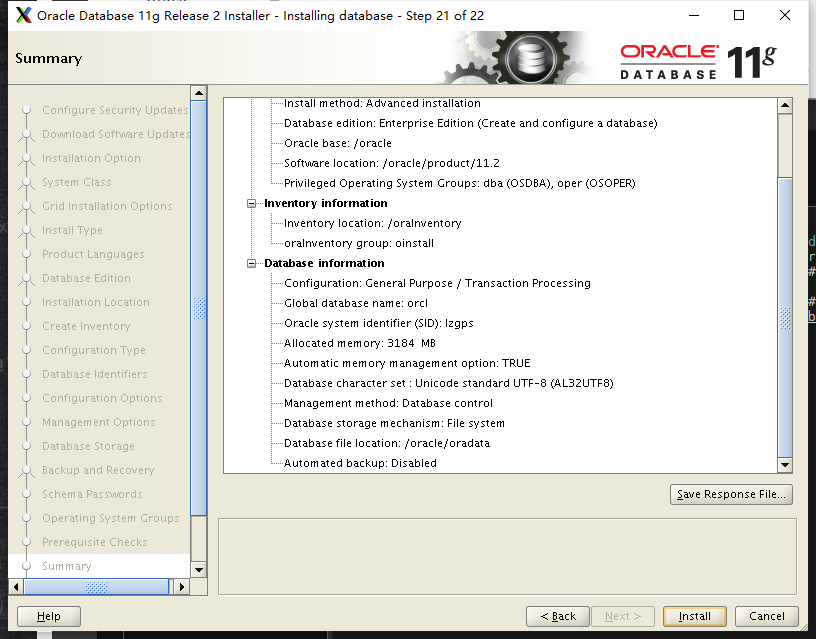 Oracle Database 11g Release 2 Installer - Installing database - Step 21 of 22
Summary
ORACLE
DATABASE 11g
Configure Security Updates
Download Software Updates
Installation Option
System Class
Grid Installation Options
Install Type
Product Languages
Database Edition
Installation Location
Create Inventory
Configuration Type
Database Identifiers
Configuration Options
Management Options
Database Storage
Backup and Recovery
Schema Passwords
Operating System Groups
Prerequisite Checks
Summary
Install method: Advanced installation
Database edition: Enterprise Edition (Create and configure a database)
Oracle base: /oracle
Software location: /oracle/product/11.2
Privileged Operating System Groups: dba (OSDBA), oper (OSOPER)
Inventory information
Inventory location: /oraInventory
oraInventory group: oinstall
Database information
Configuration: General Purpose / Transaction Processing
Global database name: orcl
Oracle system identifier (SID): lzgps
Allocated memory: 3184 MB
Automatic memory management option: TRUE
Database character set : Unicode standard UTF-8 (AL32UTF8)
Management method: Database control
Database storage mechanism: File system
Database file location: /oracle/oradata
Automated backup: Disabled
Save Response File...
Help
< Back
Next >
Install
Cancel